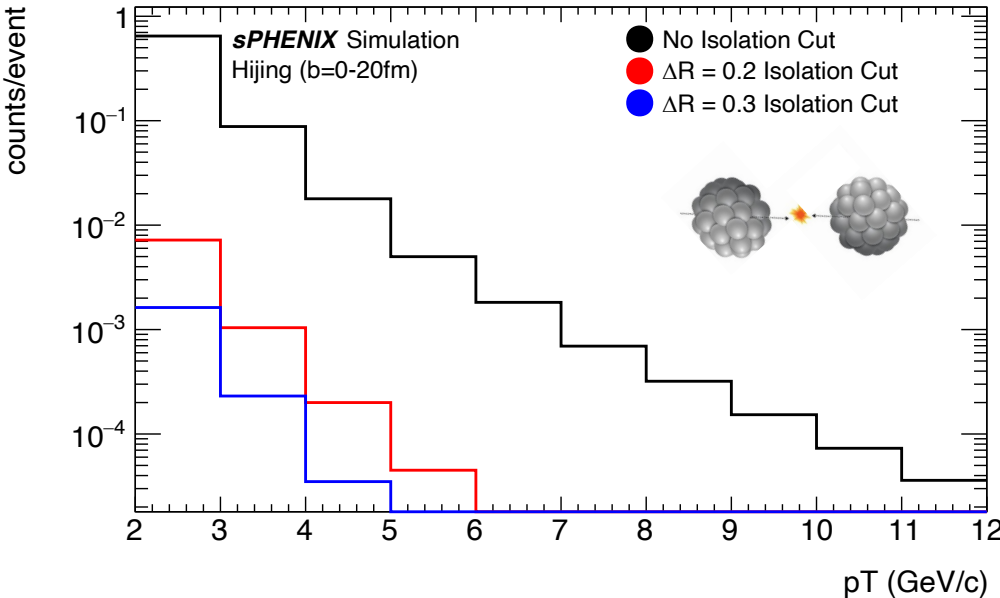 counts/event
1
10⁻¹
10⁻²
10⁻³
10⁻⁴
sPHENIX Simulation
Hijing (b=0-20fm)
No Isolation Cut
ΔR = 0.2 Isolation Cut
ΔR = 0.3 Isolation Cut
2 3 4 5 6 7 8 9 10 11 12
pT (GeV/c)